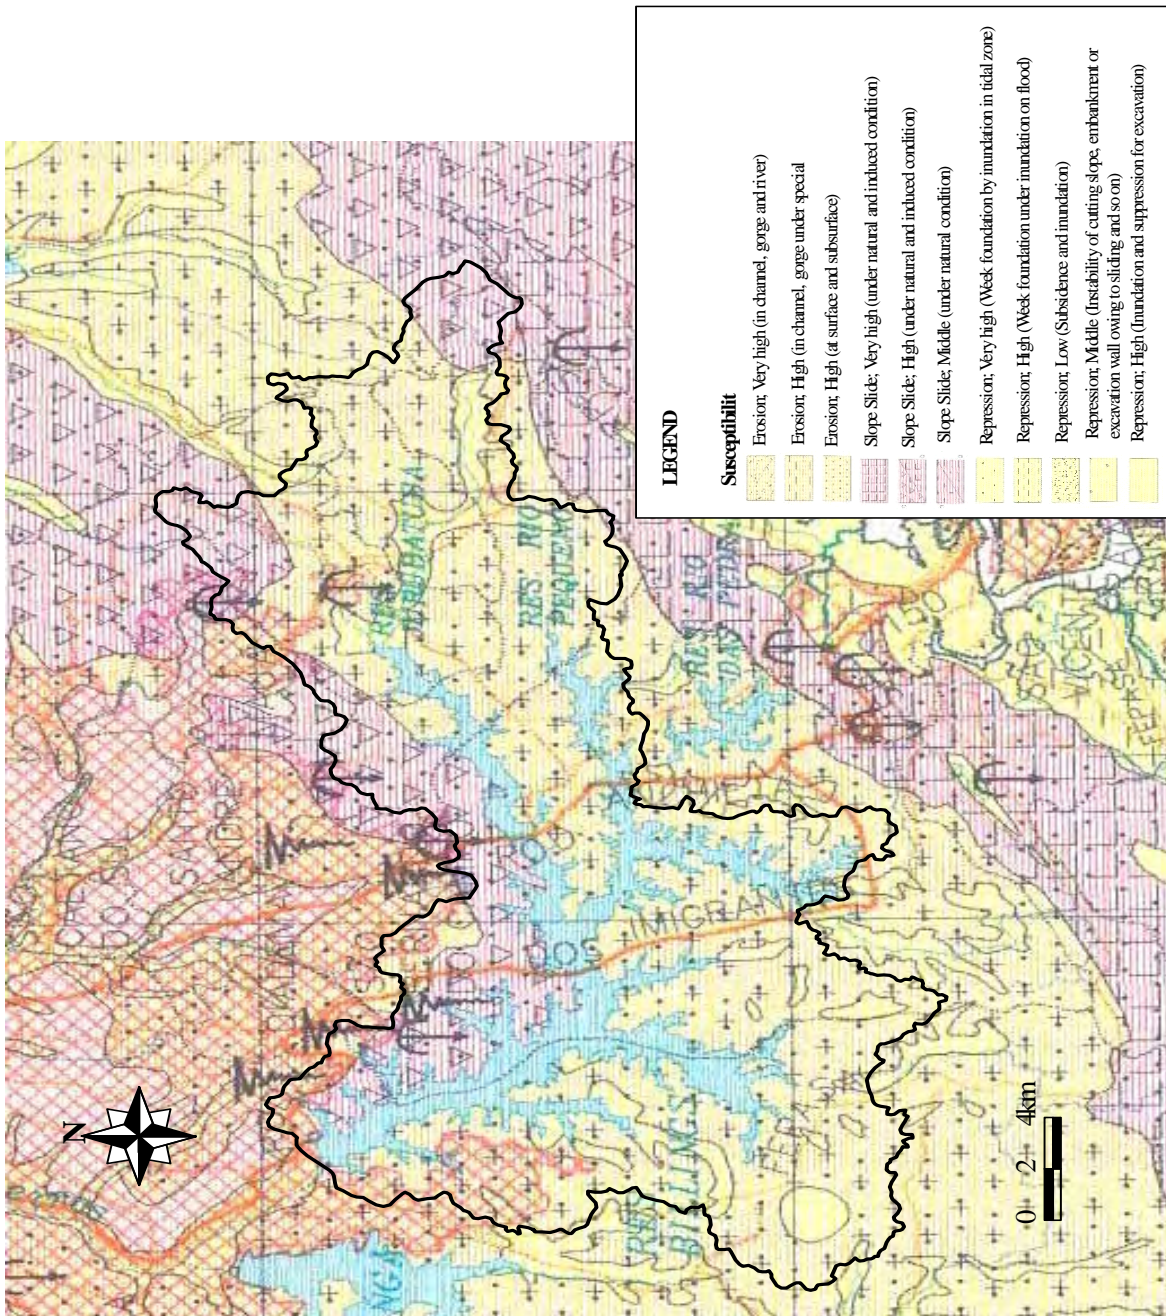 LEGEND
Susceptibilit
Erosion; Very high (in channel, gorge and river)
Erosion; High (in channel, gorge under special
Erosion; High (at surface and subsurface)
Slope Slide; Very high (under natural and induced condition)
Slope Slide; High (under natural and induced condition)
Slope Slide; Middle (under natural condition)
Repression; Very high (Week foundation by inundation in tidal zone)
Repression; High (Week foundation under inundation on flood)
Repression; Low (Subsidence and inundation)
Repression; Middle (Instability of cutting slope, embankment or
excavation wall owing to sliding and so on)
Repression; High (Inundation and suppression for excavation)
N
0 2 4km
RES
BILLINGS
RES RIO
IMIGRAN
RIO
DOS